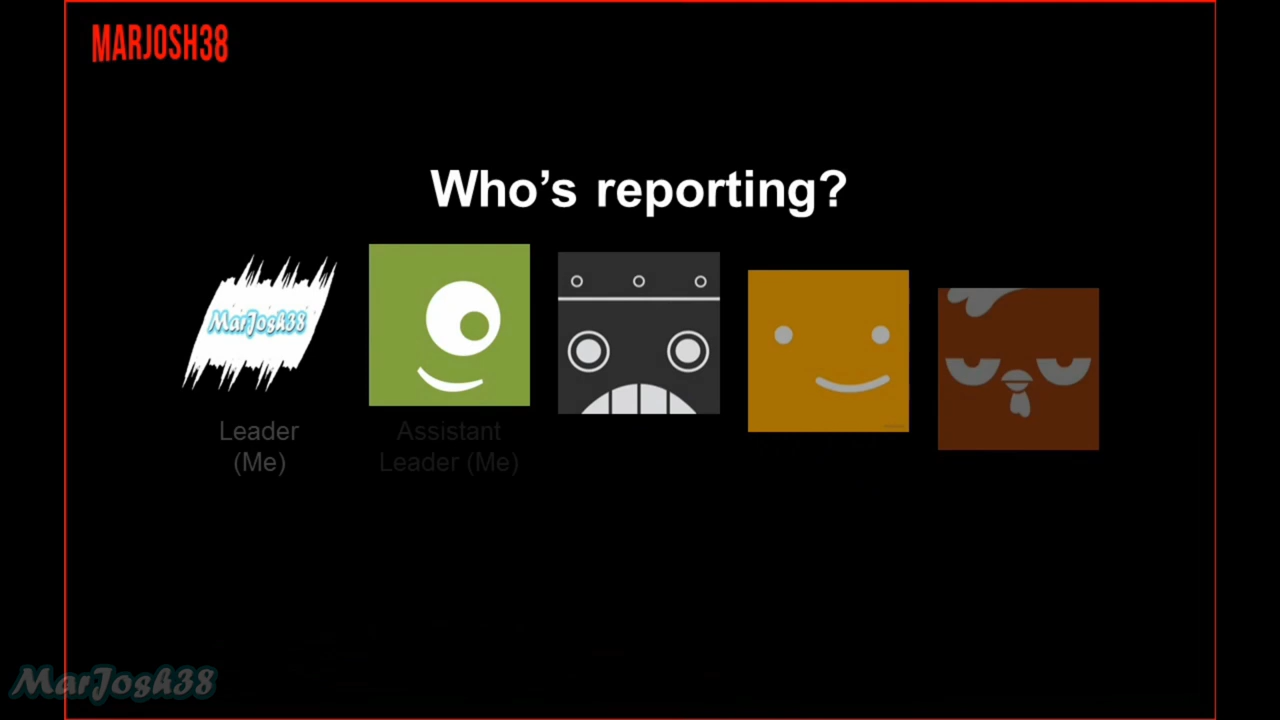 MARJOSH38
Who's reporting?
MarJosh38
Leader
(Me)
Assistant
Leader (Me)
MarJosh38